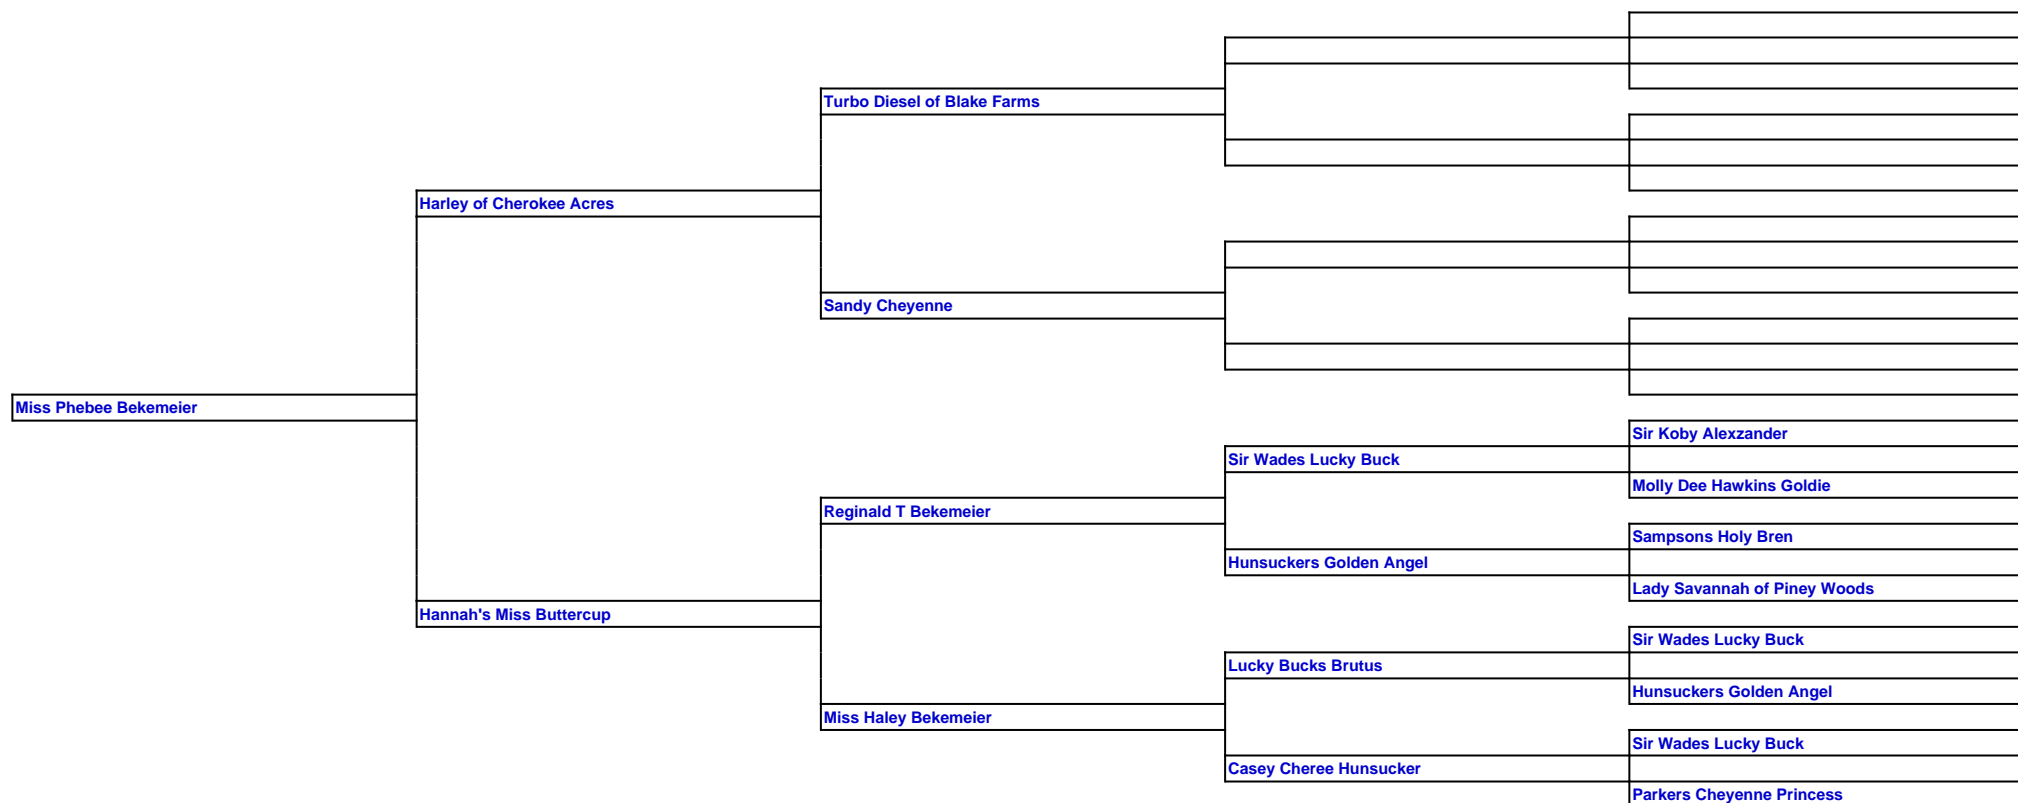 Turbo Diesel of Blake Farms
Harley of Cherokee Acres
Sandy Cheyenne
Miss Phebee Bekemeier
Sir Koby Alexzander
Sir Wades Lucky Buck
Molly Dee Hawkins Goldie
Reginald T Bekemeier
Sampsons Holy Bren
Hunsuckers Golden Angel
Lady Savannah of Piney Woods
Hannah's Miss Buttercup
Sir Wades Lucky Buck
Lucky Bucks Brutus
Hunsuckers Golden Angel
Miss Haley Bekemeier
Sir Wades Lucky Buck
Casey Cheree Hunsucker
Parkers Cheyenne Princess